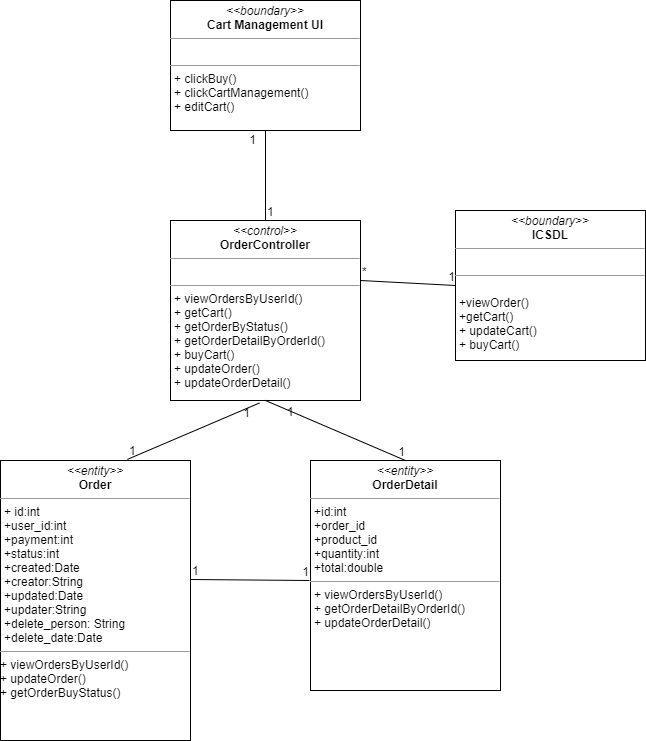 <<boundary>>
Cart Management UI
+ clickBuy()
+ clickCartManagement()
+ editCart()
1
1
<<control>>
OrderController
+ viewOrdersByUserId()
+ getCart()
+ getOrderByStatus()
+ getOrderDetailByOrderId()
+ buyCart()
+ updateOrder()
+ updateOrderDetail()
*
1
<<boundary>>
ICSDL
+viewOrder()
+getCart()
+ updateCart()
+ buyCart()
1
1
1
1
<<entity>>
Order
+ id:int
+user_id:int
+payment:int
+status:int
+created:Date
+creator:String
+updated:Date
+updater:String
+delete_person: String
+delete_date:Date
+ viewOrdersByUserId()
+ updateOrder()
+ getOrderBuyStatus()
1
1
<<entity>>
OrderDetail
+id:int
+order_id
+product_id
+quantity:int
+total:double
+ viewOrdersByUserId()
+ getOrderDetailByOrderId()
+ updateOrderDetail()